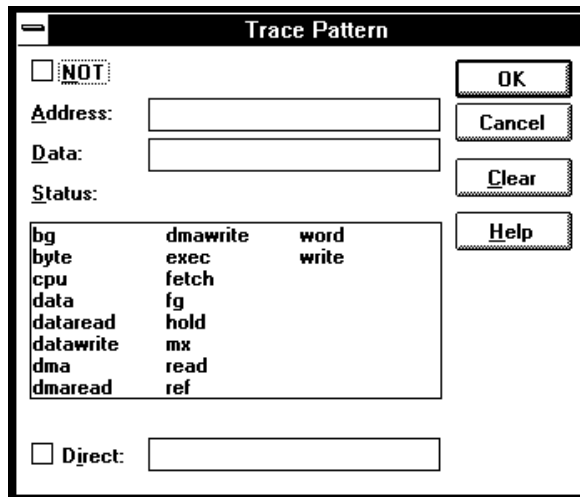 Trace Pattern
NOT
OK
Address:
Cancel
Data:
Clear
Status:
Help
bg dmawrite word
byte exec write
cpu fetch
data fg
dataread hold
datawrite mx
dma read
dmaread ref
Direct: